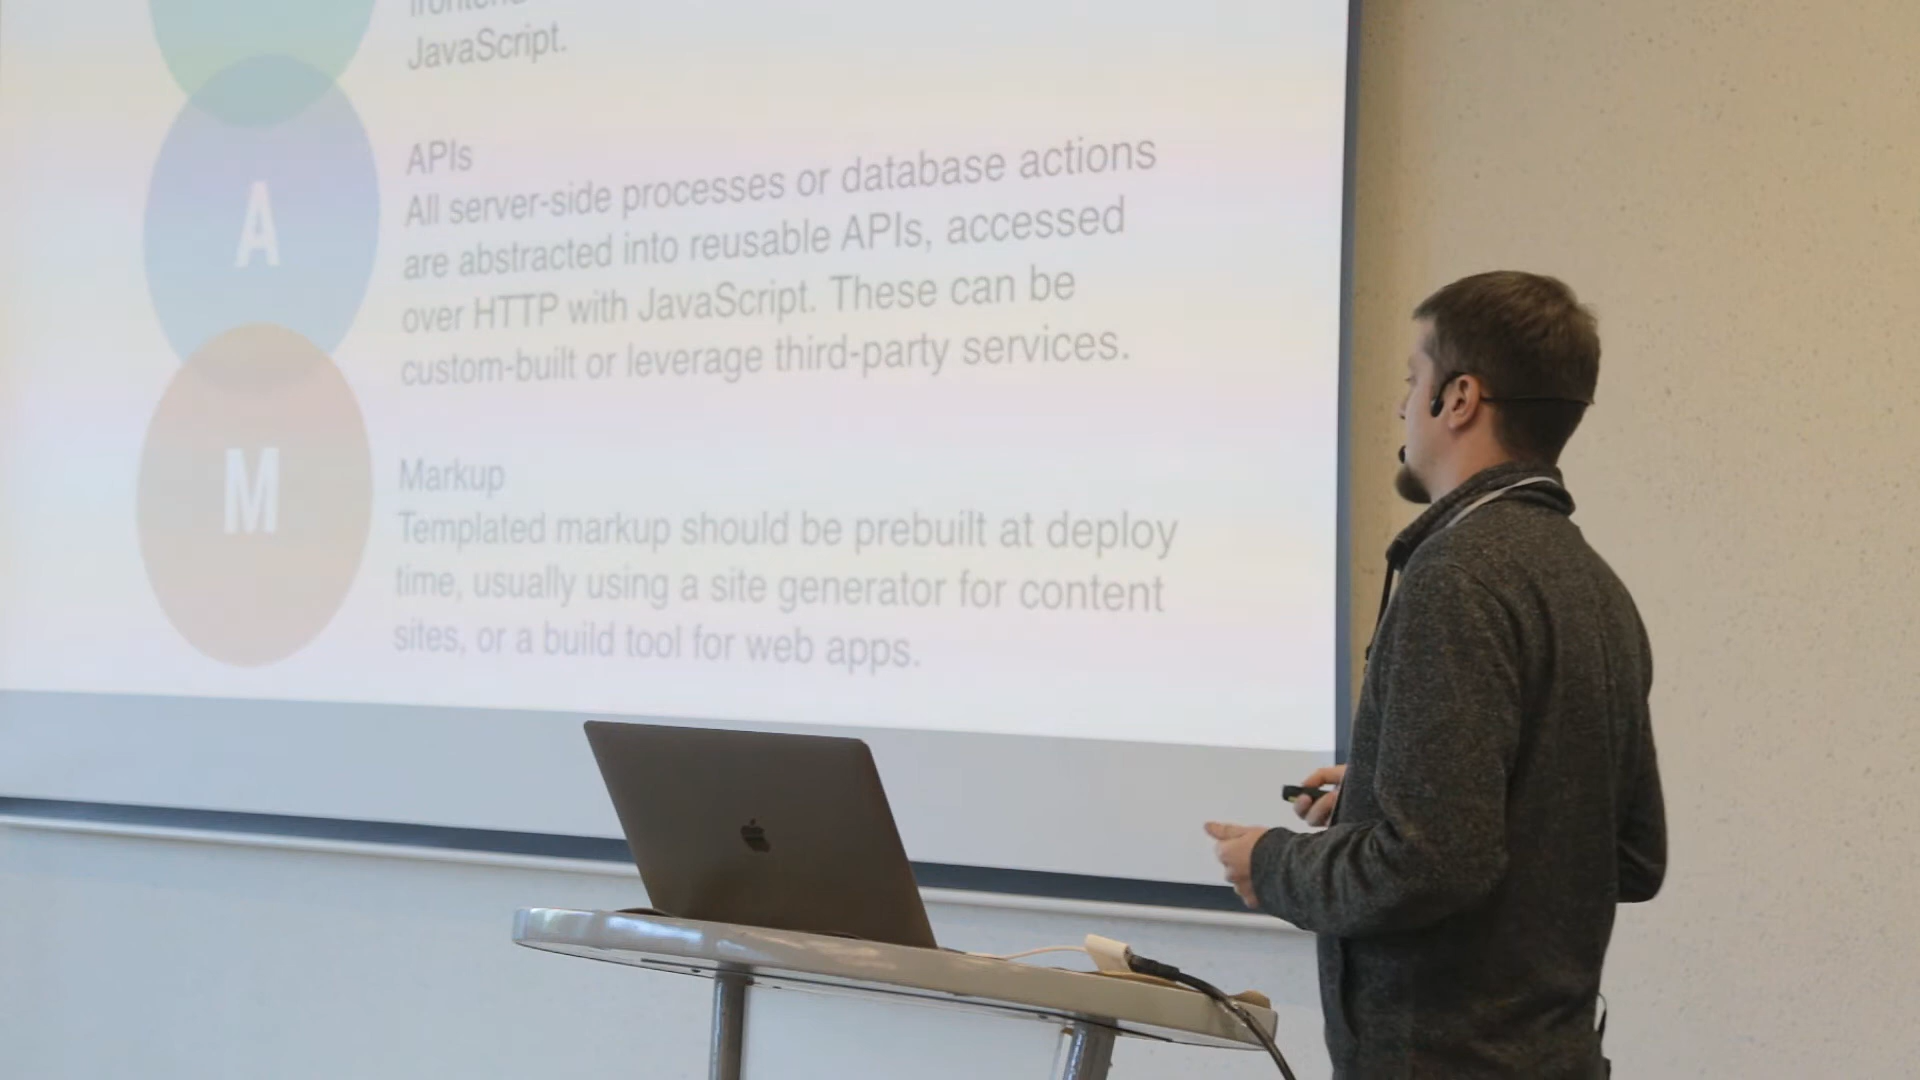 frontend
JavaScript.
APIs
All server-side processes or database actions
are abstracted into reusable APIs, accessed
over HTTP with JavaScript. These can be
custom-built or leverage third-party services.
A
Markup
Templated markup should be prebuilt at deploy
time, usually using a site generator for content
sites, or a build tool for web apps.
M